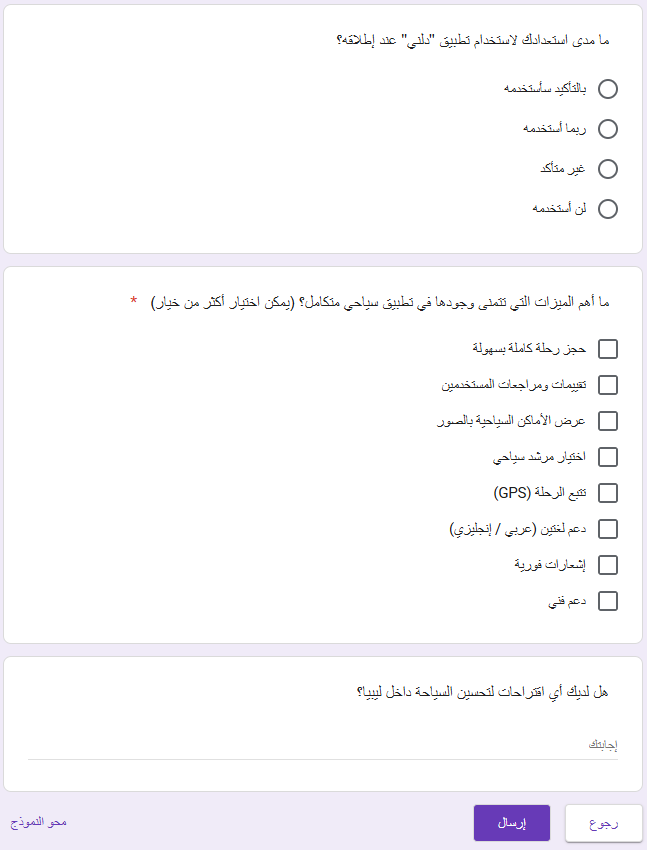 ما مدى استعدادك لاستخدام تطبيق "دلني" عند إطلاقه؟
بالتأكيد سأستخدمه
ربما أستخدمه
غير متأكد
لن أستخدمه
ما أهم الميزات التي تتمنى وجودها في تطبيق سياحي متكامل؟ (يمكن اختيار أكثر من خيار) *
حجز رحلة كاملة بسهولة
تقييمات ومراجعات المستخدمين
عرض الأماكن السياحية بالصور
اختيار مرشد سياحي
تتبع الرحلة (GPS)
دعم لغتين (عربي / إنجليزي)
إشعارات فورية
دعم فني
هل لديك أي اقتراحات لتحسين السياحة داخل ليبيا؟
إجابتك
رجوع
إرسال
محو النموذج